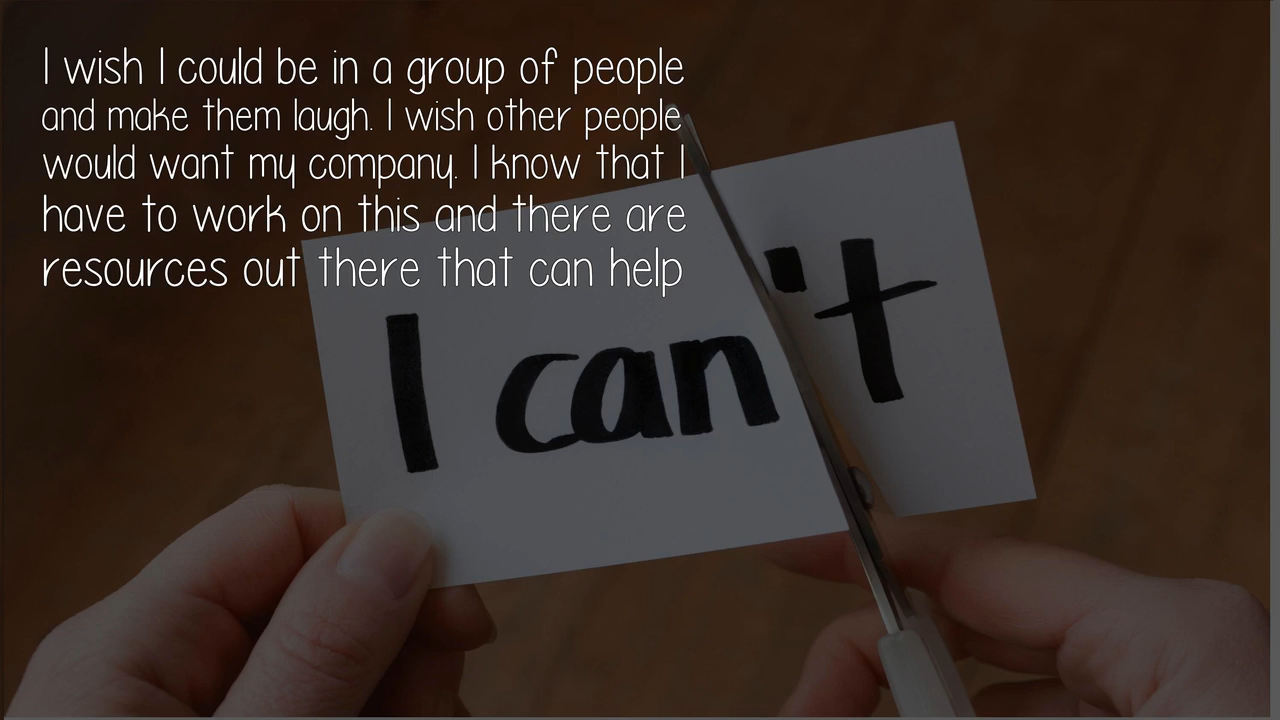 I wish I could be in a group of people
and make them laugh. I wish other people
would want my company. I know that I
have to work on this and there are
resources out there that can help
I can't